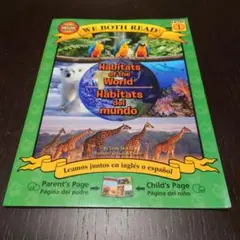 WE BOTH READ
Habitats
of the
World
Hábitats
del
mundo
Leamos juntos en inglés o español
Parent's Page
Página del padre
Child's Page
Página del niño